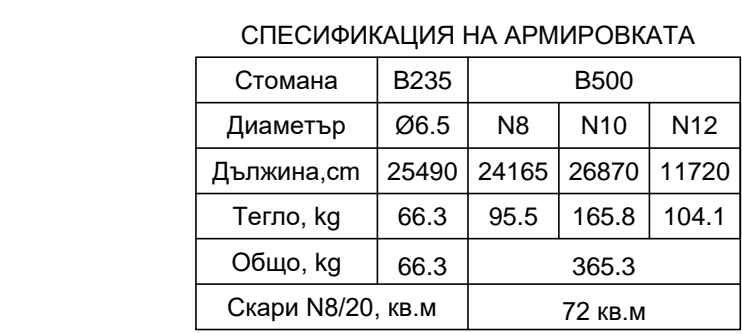 СПЕСИФИКАЦИЯ НА АРМИРОВКАТА
Стомана B235 B500
Диаметър Ø6.5 N8 N10 N12
Дължина,cm 25490 24165 26870 11720
Тегло, kg 66.3 95.5 165.8 104.1
Общо, kg 66.3 365.3
Скари N8/20, кв.м 72 кв.м